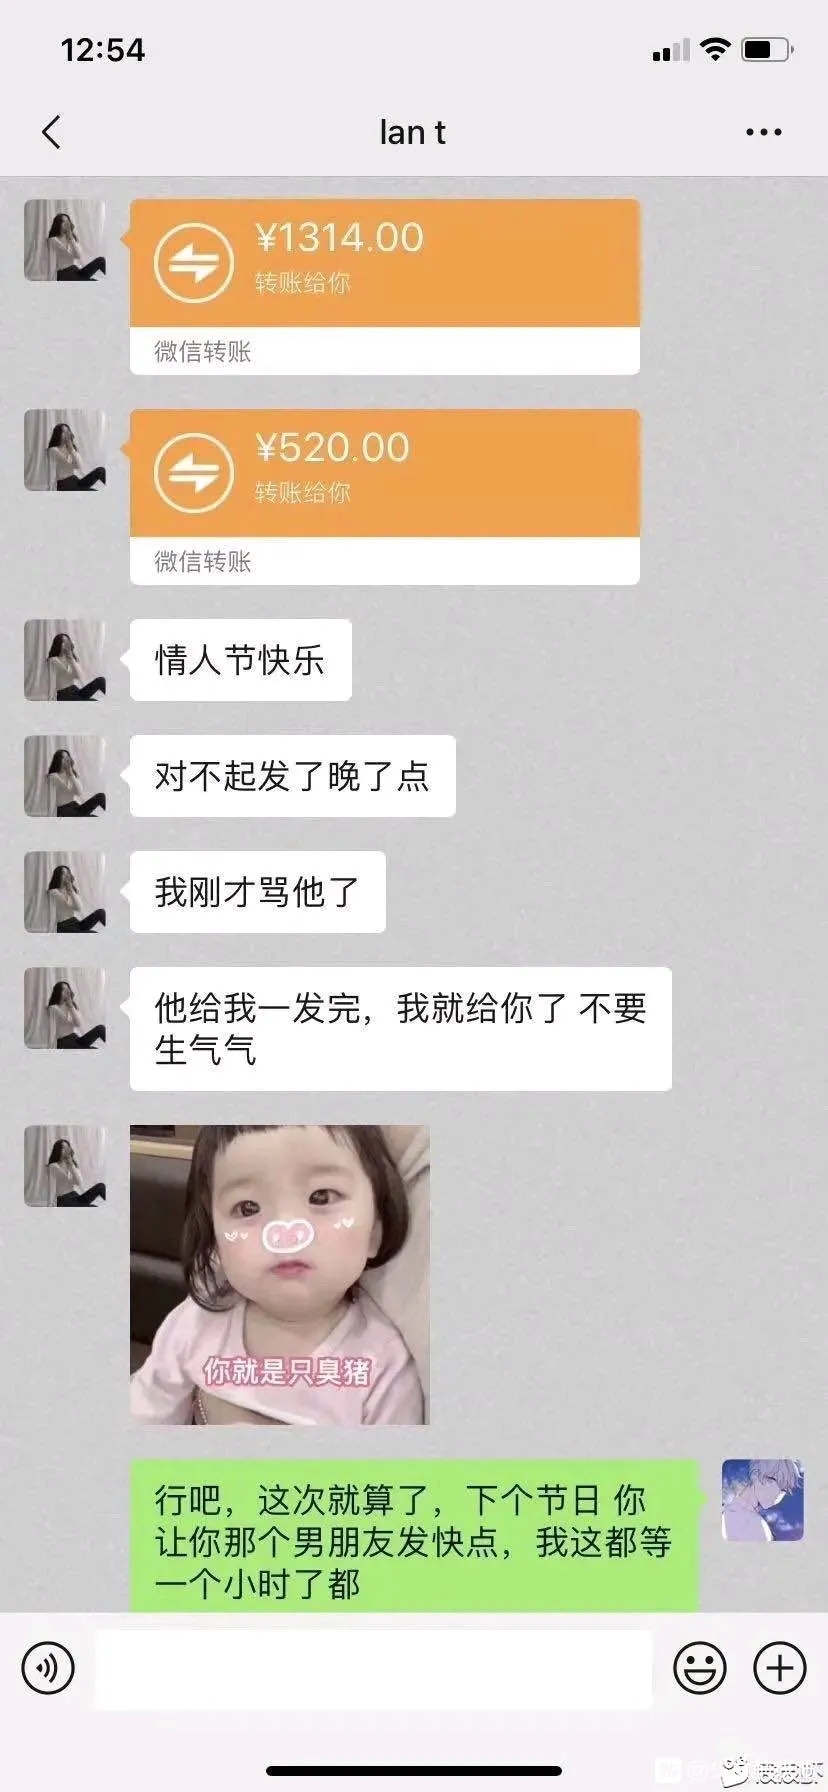 12:54
lan t
¥1314.00
转账给你
微信转账
¥520.00
转账给你
微信转账
情人节快乐
对不起发了晚了点
我刚才骂他了
他给我一发完，我就给你了 不要
生气气
你就是只臭猪
行吧，这次就算了，下个节日 你
让你那个男朋友发快点，我这都等
一个小时了都